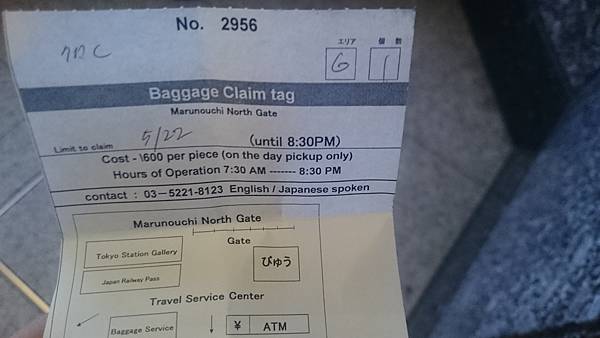 No. 2956
エリア 個 数
6 1
Baggage Claim tag
Marunouchi North Gate
Limit to claim 5/22 (until 8:30PM)
Cost - \600 per piece (on the day pickup only)
Hours of Operation 7:30 AM ------- 8:30 PM
contact : 03-5221-8123 English / Japanese spoken
Marunouchi North Gate
Gate
Tokyo Station Gallery
びゅう
Japan Railway Pass
Travel Service Center
Baggage Service
¥ ATM